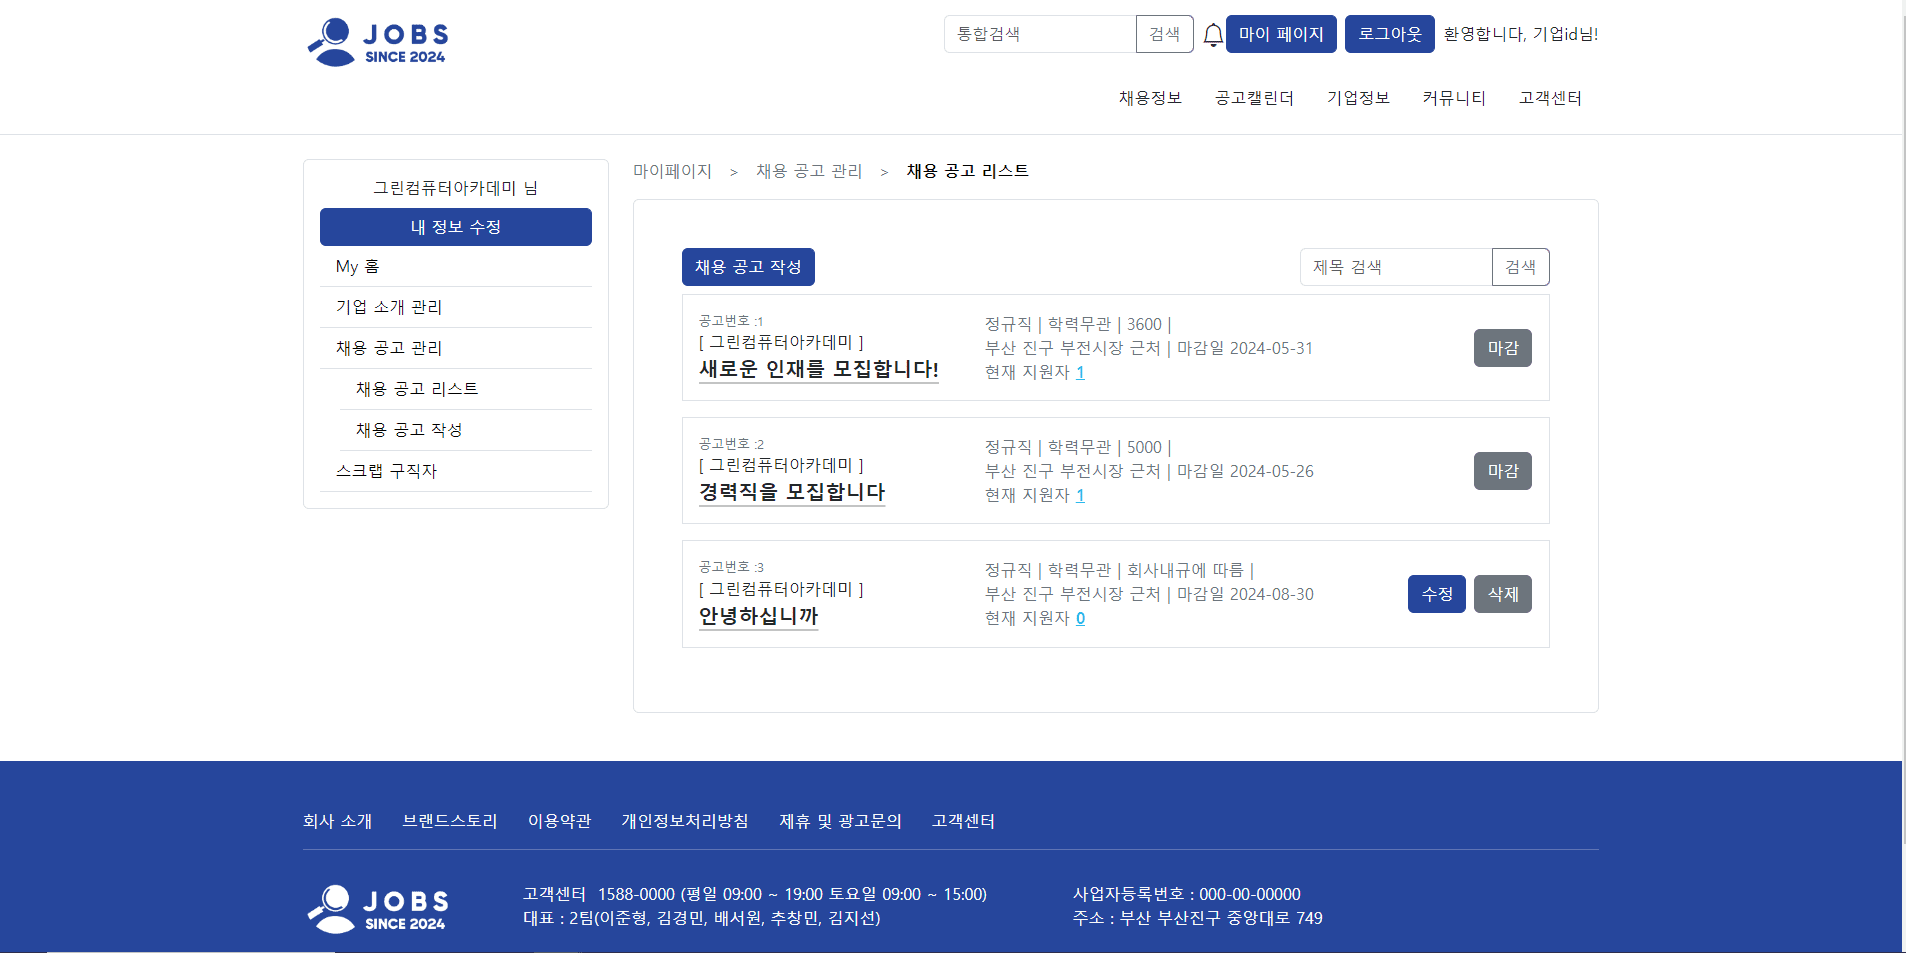 JOBS
SINCE 2024
통합검색 검색 마이 페이지 로그아웃 환영합니다, 기업id님!
채용정보 공고캘린더 기업정보 커뮤니티 고객센터
그린컴퓨터아카데미 님
내 정보 수정
My 홈
기업 소개 관리
채용 공고 관리
채용 공고 리스트
채용 공고 작성
스크랩 구직자
마이페이지 > 채용 공고 관리 > 채용 공고 리스트
채용 공고 작성 제목 검색 검색
공고번호 :1
[ 그린컴퓨터아카데미 ]
새로운 인재를 모집합니다!
정규직 | 학력무관 | 3600 |
부산 진구 부전시장 근처 | 마감일 2024-05-31
현재 지원자 1
마감
공고번호 :2
[ 그린컴퓨터아카데미 ]
경력직을 모집합니다
정규직 | 학력무관 | 5000 |
부산 진구 부전시장 근처 | 마감일 2024-05-26
현재 지원자 1
마감
공고번호 :3
[ 그린컴퓨터아카데미 ]
안녕하십니까
정규직 | 학력무관 | 회사내규에 따름 |
부산 진구 부전시장 근처 | 마감일 2024-08-30
현재 지원자 0
수정 삭제
회사 소개 브랜드스토리 이용약관 개인정보처리방침 제휴 및 광고문의 고객센터
JOBS
SINCE 2024
고객센터 1588-0000 (평일 09:00 ~ 19:00 토요일 09:00 ~ 15:00)
대표 : 2팀(이준형, 김경민, 배서원, 추창민, 김지선)
사업자등록번호 : 000-00-00000
주소 : 부산 부산진구 중앙대로 749